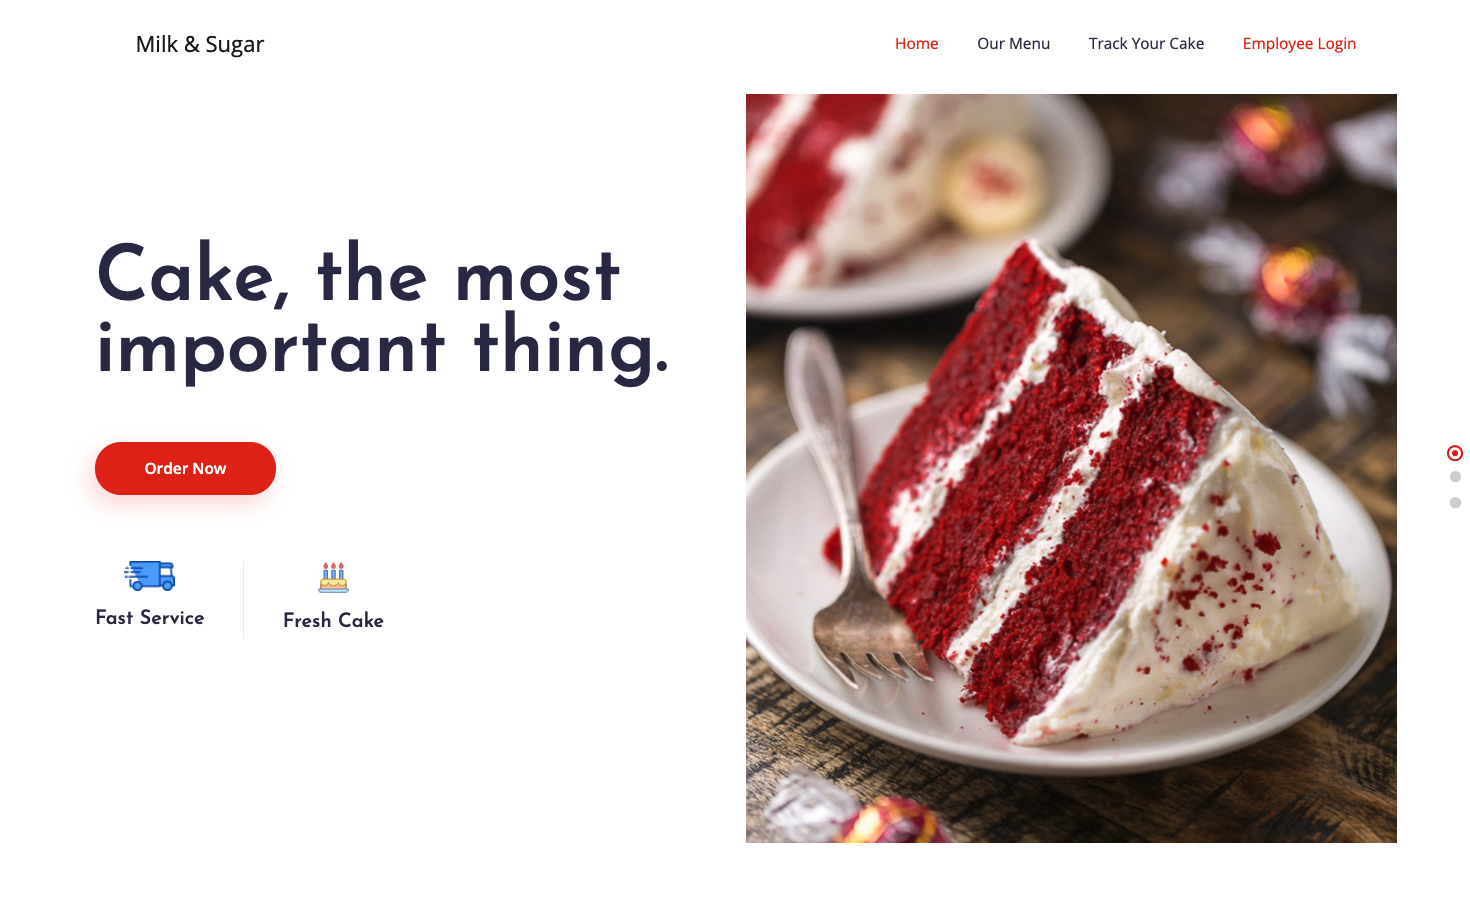 Milk & Sugar
Home Our Menu Track Your Cake Employee Login
Cake, the most
important thing.
Order Now
Fast Service
Fresh Cake